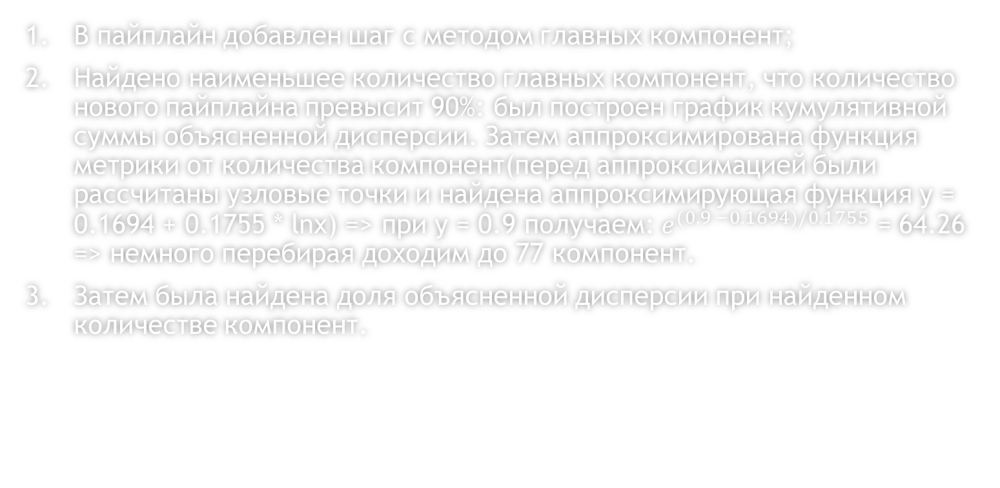 1. В пайплайн добавлен шаг с методом главных компонент;
2. Найдено наименьшее количество главных компонент, что количество
нового пайплайна превысит 90%: был построен график кумулятивной
суммы объясненной дисперсии. Затем аппроксимирована функция
метрики от количества компонент(перед аппроксимацией были
рассчитаны узловые точки и найдена аппроксимирующая функция y =
0.1694 + 0.1755 * lnx) => при y = 0.9 получаем: e^(0.9−0.1694)/0.1755 = 64.26
=> немного перебирая доходим до 77 компонент.
3. Затем была найдена доля объясненной дисперсии при найденном
количестве компонент.